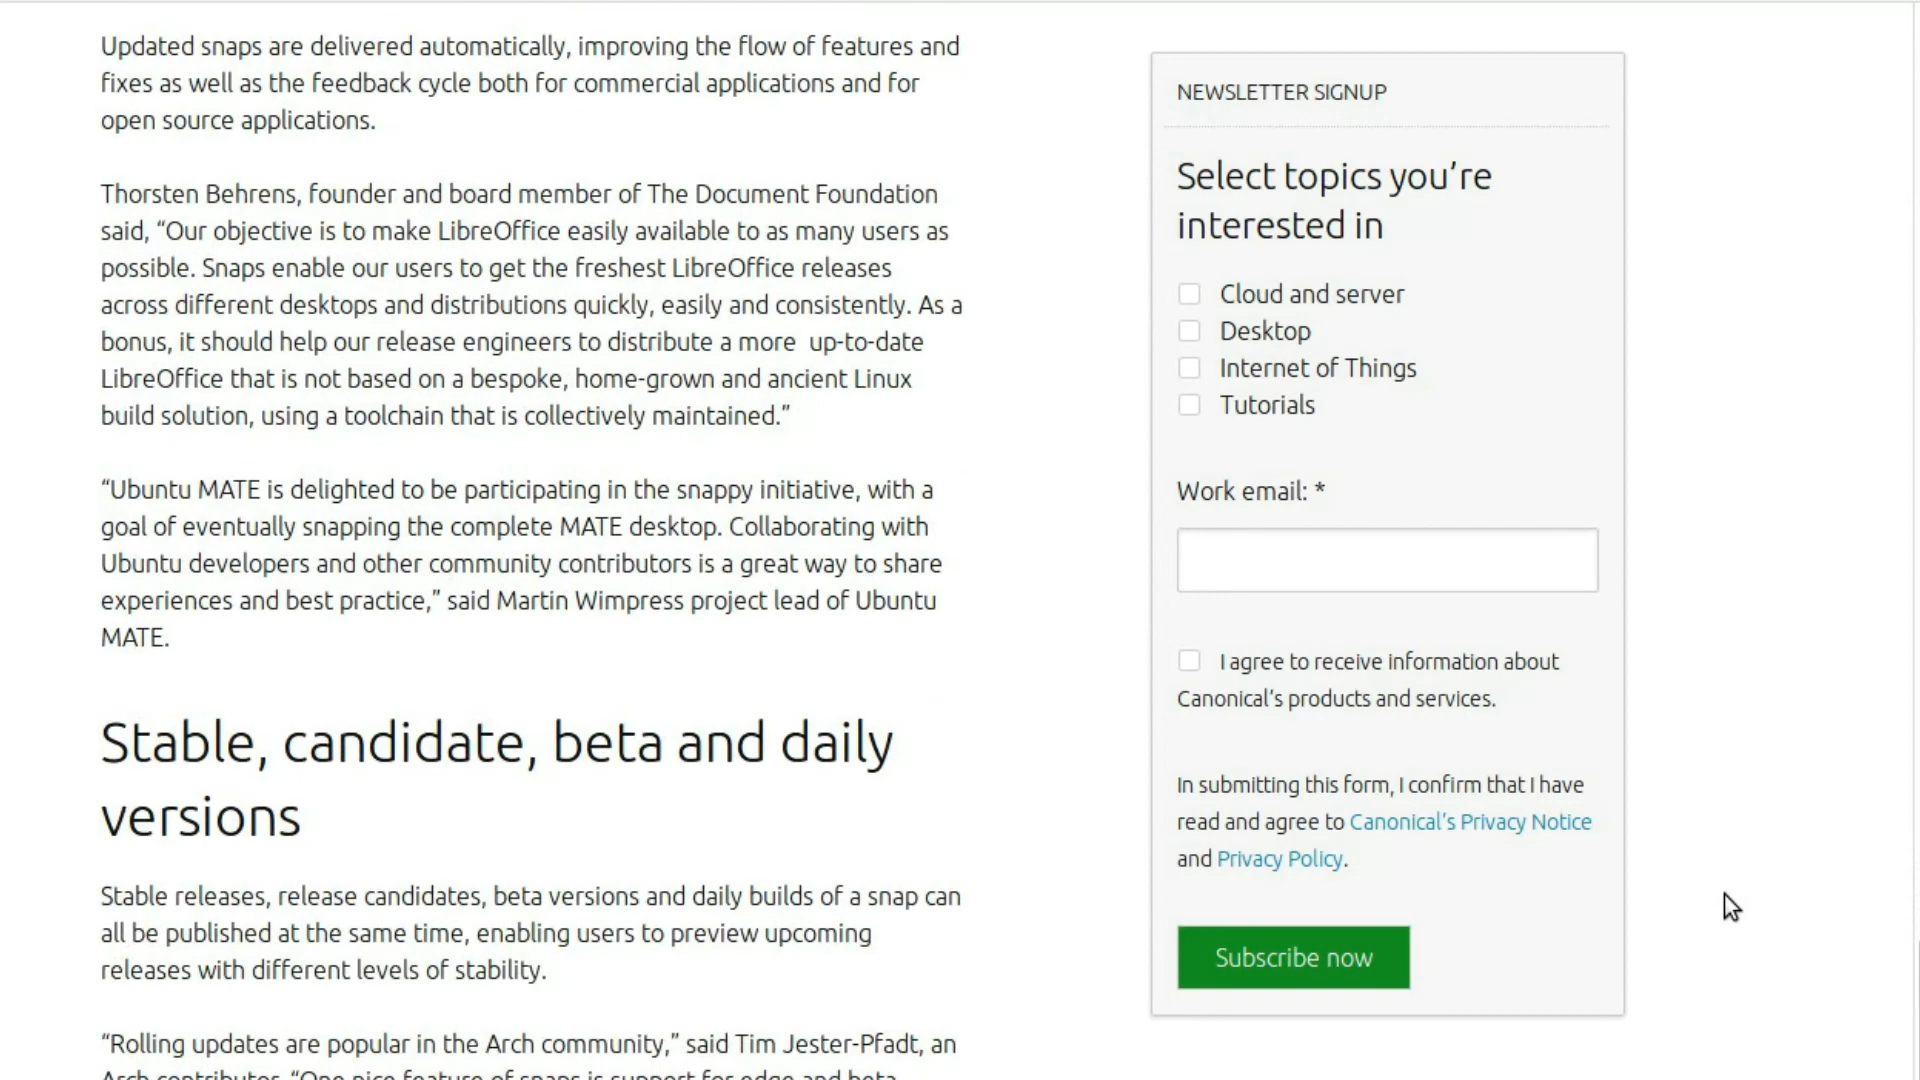 Updated snaps are delivered automatically, improving the flow of features and
fixes as well as the feedback cycle both for commercial applications and for
open source applications.
Thorsten Behrens, founder and board member of The Document Foundation
said, “Our objective is to make LibreOffice easily available to as many users as
possible. Snaps enable our users to get the freshest LibreOffice releases
across different desktops and distributions quickly, easily and consistently. As a
bonus, it should help our release engineers to distribute a more  up-to-date
LibreOffice that is not based on a bespoke, home-grown and ancient Linux
build solution, using a toolchain that is collectively maintained.”
“Ubuntu MATE is delighted to be participating in the snappy initiative, with a
goal of eventually snapping the complete MATE desktop. Collaborating with
Ubuntu developers and other community contributors is a great way to share
experiences and best practice,” said Martin Wimpress project lead of Ubuntu
MATE.
Stable, candidate, beta and daily
versions
Stable releases, release candidates, beta versions and daily builds of a snap can
all be published at the same time, enabling users to preview upcoming
releases with different levels of stability.
“Rolling updates are popular in the Arch community,” said Tim Jester-Pfadt, an
Arch contributor. “One nice feature of snaps is support for edge and beta
NEWSLETTER SIGNUP
Select topics you’re
interested in
Cloud and server
Desktop
Internet of Things
Tutorials
Work email: *
I agree to receive information about
Canonical’s products and services.
In submitting this form, I confirm that I have
read and agree to Canonical’s Privacy Notice
and Privacy Policy.
Subscribe now